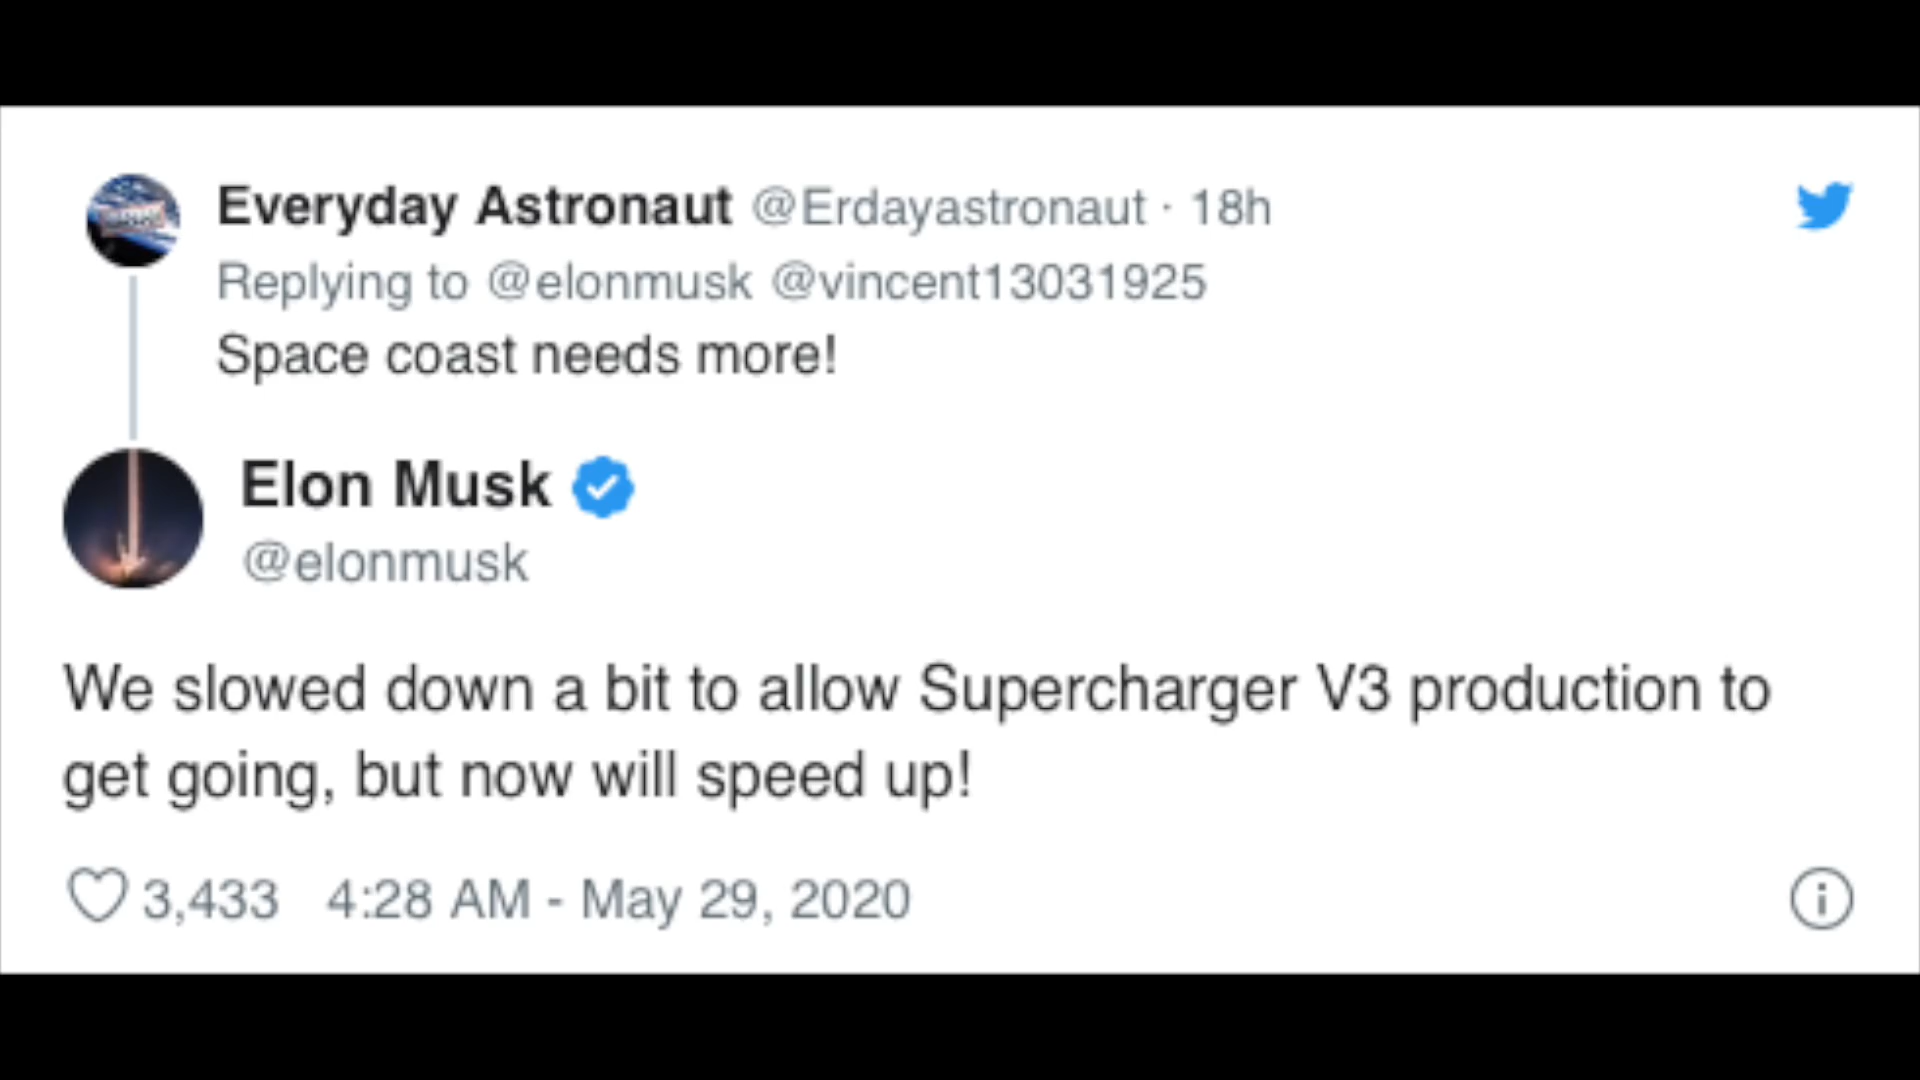 Everyday Astronaut @Erdayastronaut · 18h
Replying to @elonmusk @vincent13031925
Space coast needs more!
Elon Musk
@elonmusk
We slowed down a bit to allow Supercharger V3 production to
get going, but now will speed up!
3,433 4:28 AM - May 29, 2020